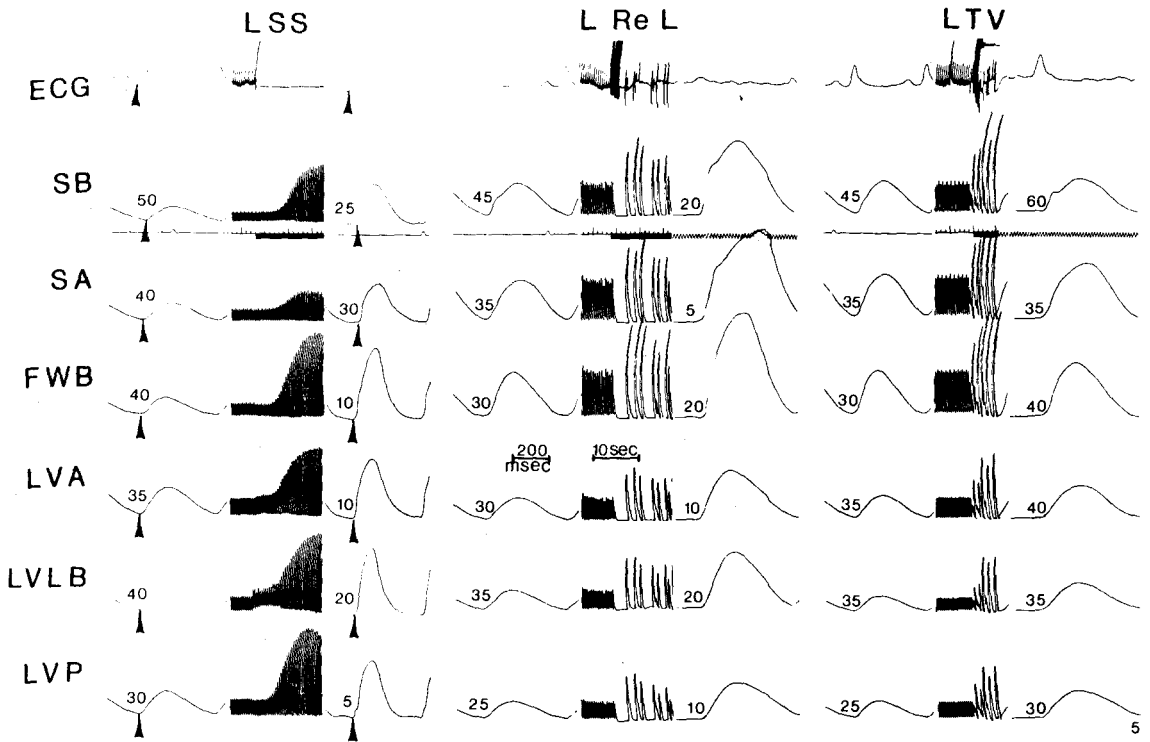 LSS L Re L LTV
ECG
SB 50 25 45 20 45 60
SA 40 30 35 5 35 35
FWB 40 10 30 20 30 40
200 msec 10sec
LVA 35 10 30 10 35 40
LVLB 40 20 35 20 35 35
LVP 30 5 25 10 25 30
5